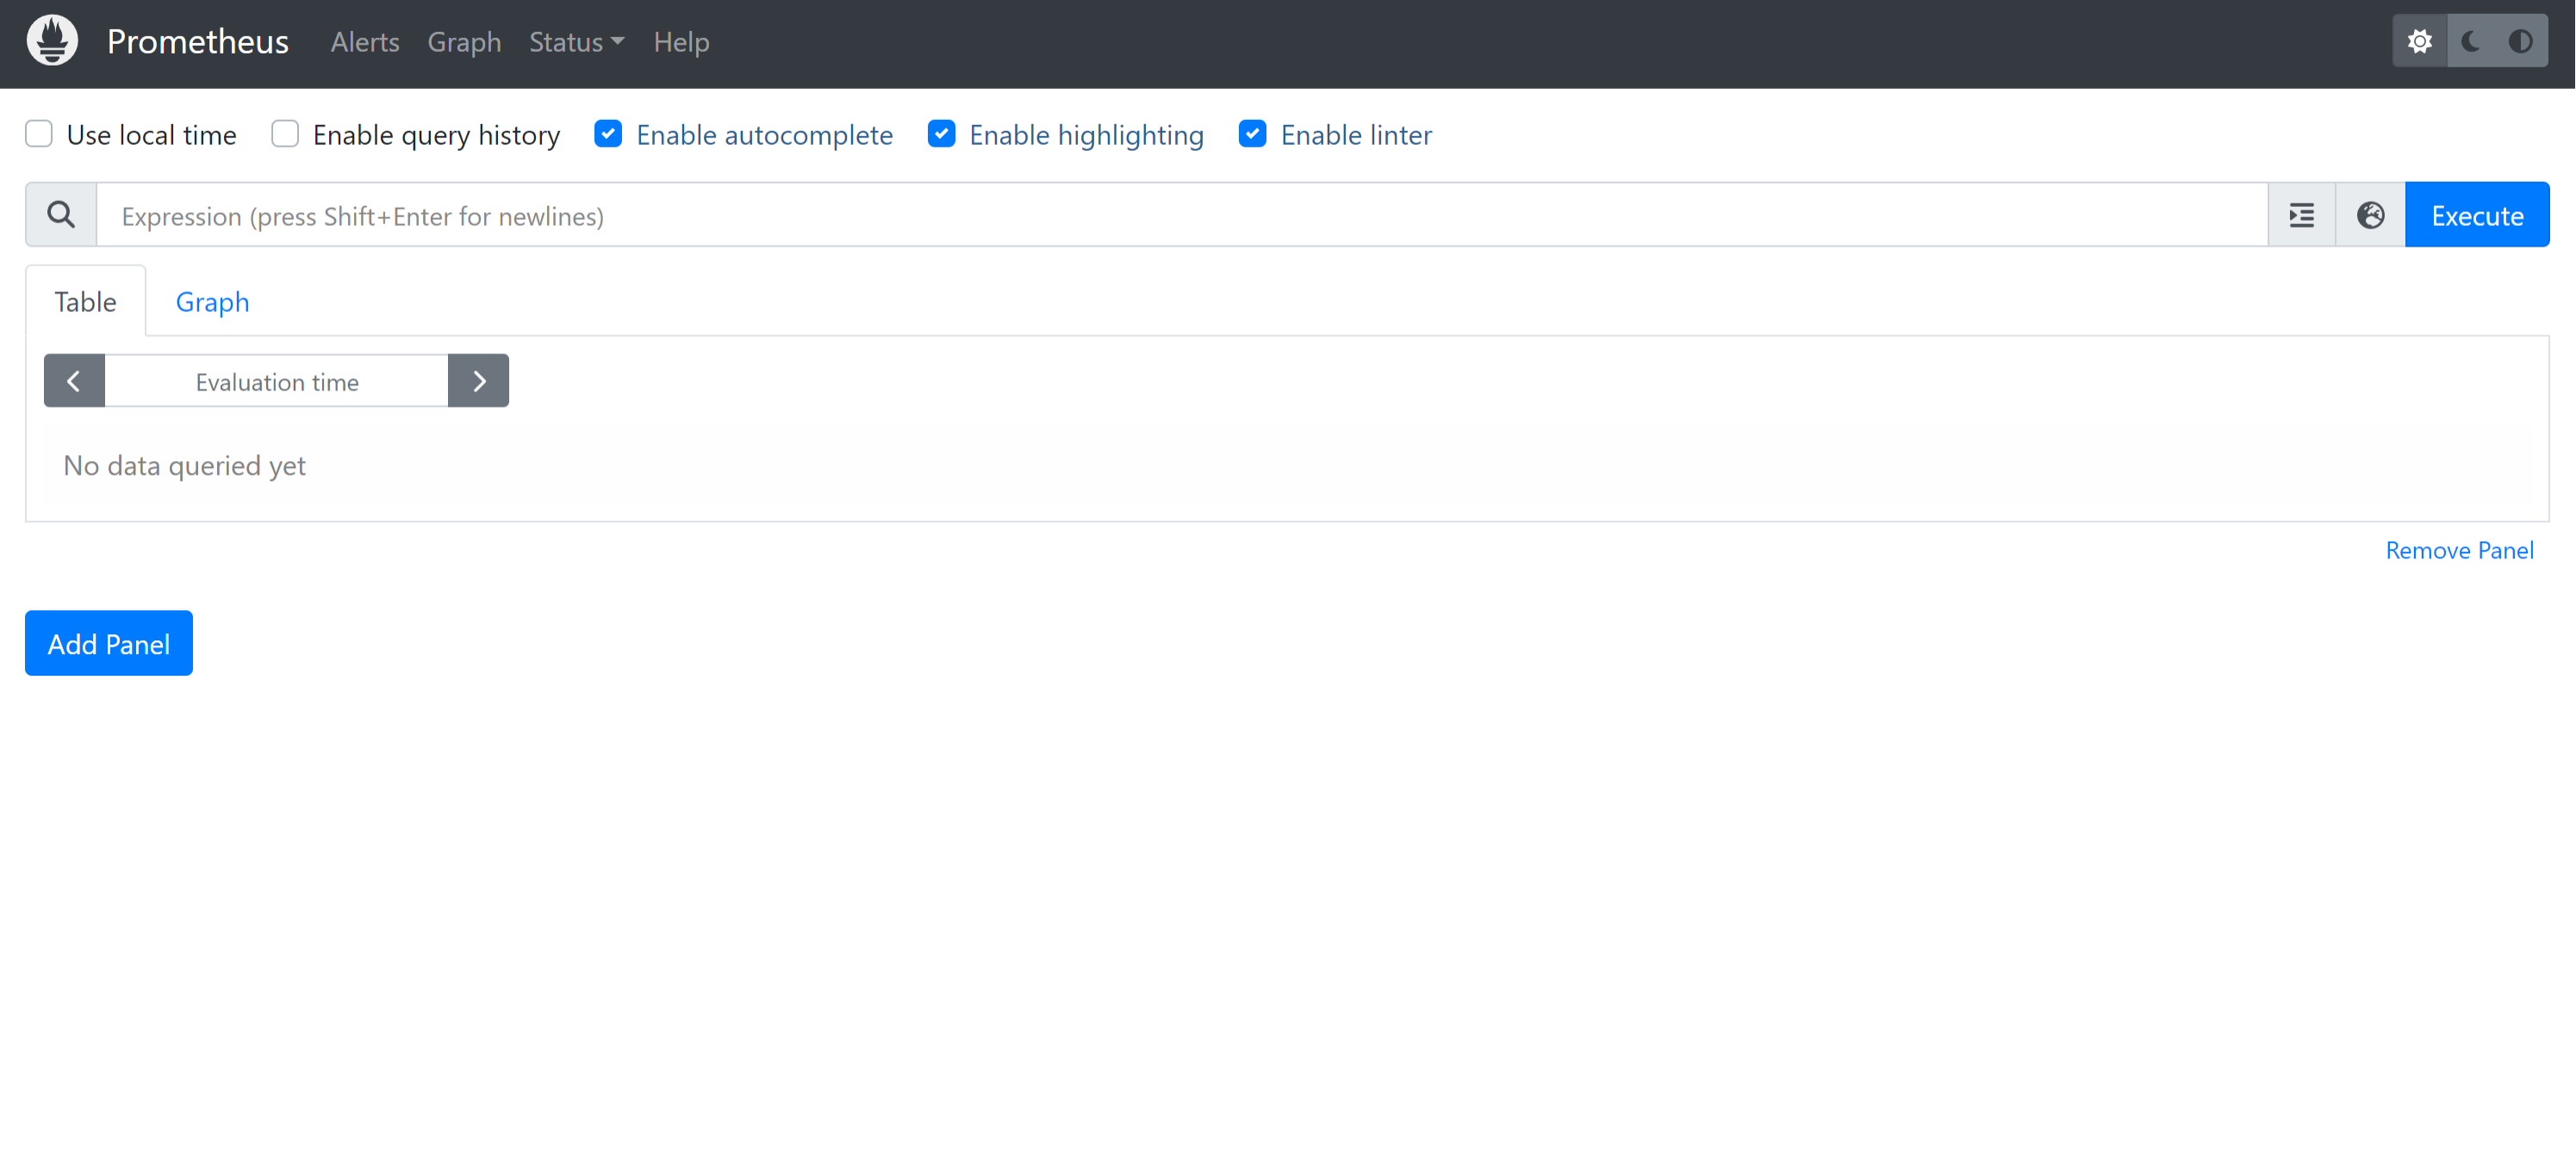 Prometheus Alerts Graph Status Help
Use local time Enable query history Enable autocomplete Enable highlighting Enable linter
Expression (press Shift+Enter for newlines) Execute
Table Graph
Evaluation time
No data queried yet
Remove Panel
Add Panel